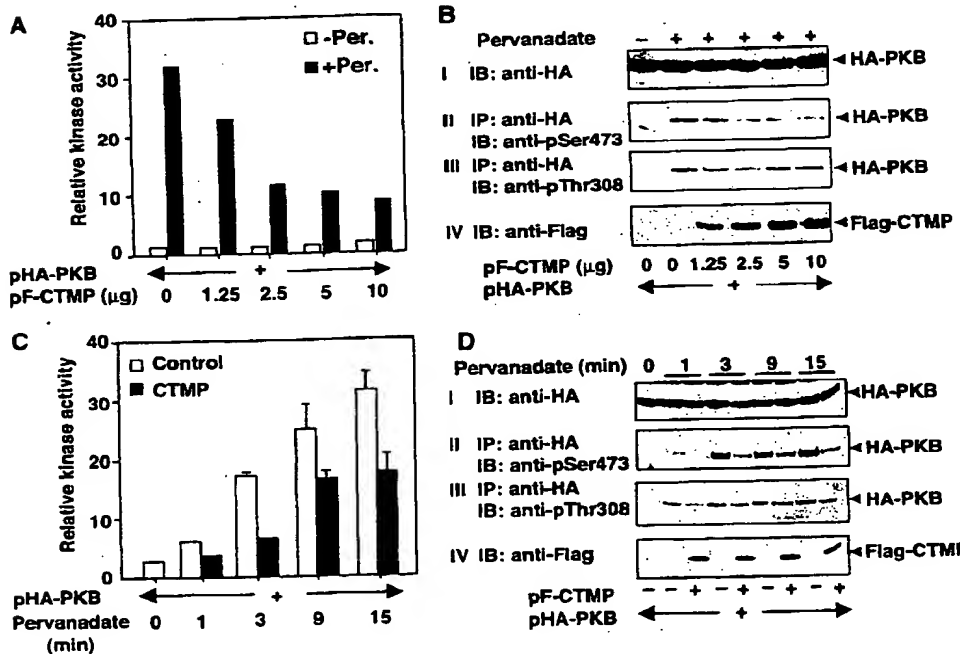 A
Relative kinase activity
40
30
20
10
0
-Per.
+Per.
pHA-PKB +
pF-CTMP (μg) 0 1.25 2.5 5 10
B
Pervanadate - + + + + +
I IB: anti-HA HA-PKB
II IP: anti-HA HA-PKB
IB: anti-pSer473
III IP: anti-HA HA-PKB
IB: anti-pThr308
IV IB: anti-Flag Flag-CTMP
pF-CTMP (μg) 0 0 1.25 2.5 5 10
pHA-PKB +
C
Relative kinase activity
40
30
20
10
0
Control
CTMP
pHA-PKB +
Pervanadate 0 1 3 9 15
(min)
D
Pervanadate (min) 0 1 3 9 15
I IB: anti-HA HA-PKB
II IP: anti-HA HA-PKB
IB: anti-pSer473
III IP: anti-HA HA-PKB
IB: anti-pThr308
IV IB: anti-Flag Flag-CTM
pF-CTMP - - + - + - + - +
pHA-PKB +